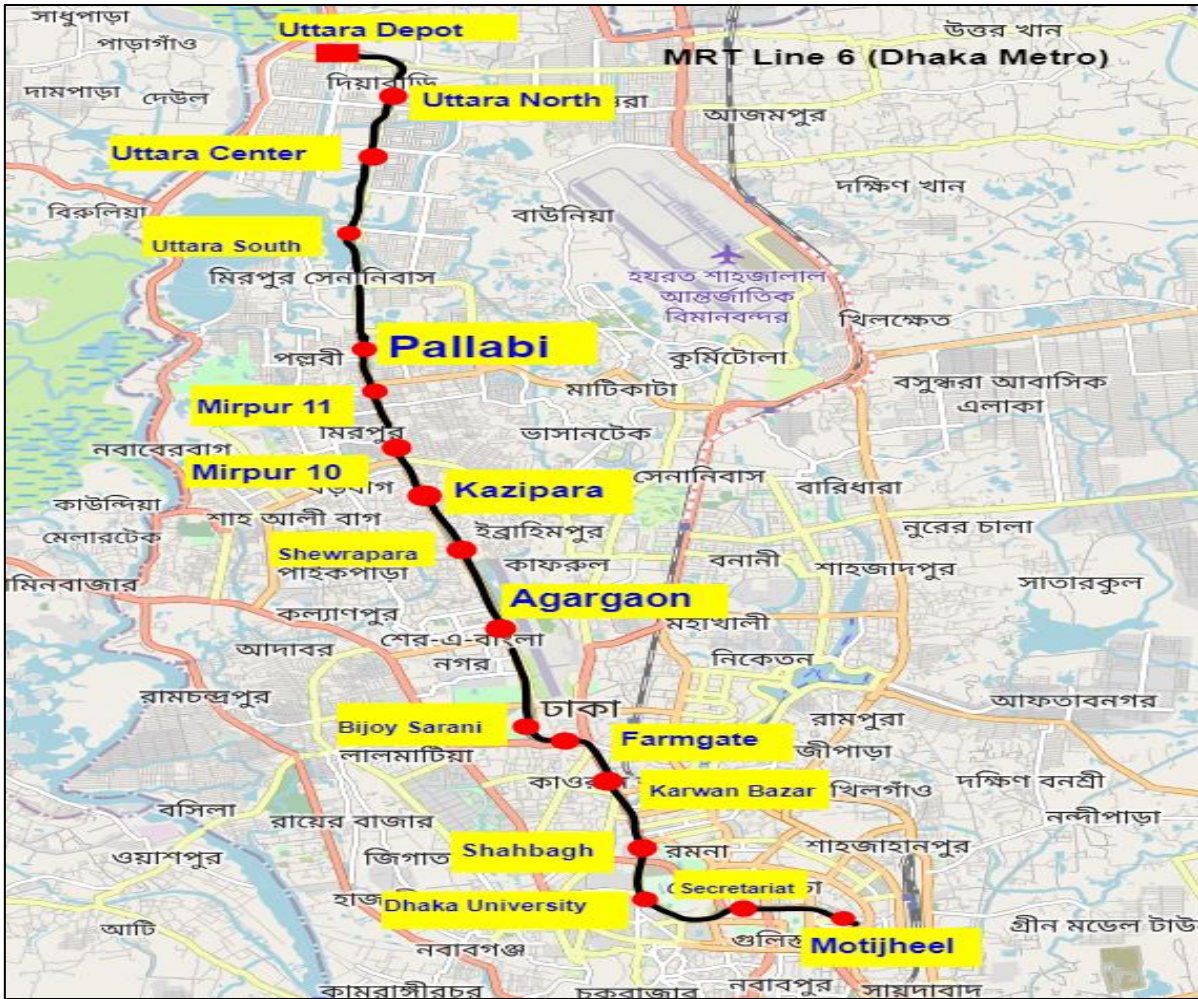 সাধুপাড়া
Uttara Depot
উত্তর খান
পাড়াগাঁও
MRT Line 6 (Dhaka Metro)
দিয়াবাড়ি
দামপাড়া দেউল
Uttara North
আজমপুর
Uttara Center
দক্ষিণ খান
বিরুলিয়া
বাউনিয়া
Uttara South
মিরপুর সেনানিবাস
হযরত শাহজালাল
আন্তর্জাতিক
বিমানবন্দর
খিলক্ষেত
পল্লবী
Pallabi
কুর্মিটোলা
মাটিকাটা
বসুন্ধরা আবাসিক
এলাকা
Mirpur 11
মিরপুর
ভাসানটেক
নবাবেরবাগ
Mirpur 10
সেনানিবাস
বারিধারা
Kazipara
কাউন্দিয়া
শাহ আলী বাগ
ইব্রাহিমপুর
নুরের চালা
মেলারটেক
Shewrapara
পাইকপাড়া
কাফরুল
বনানী
শাহজাদপুর
সাতারকুল
Agargaon
কল্যাণপুর
মহাখালী
শের-এ-বাংলা
নগর
আদাবর
নিকেতন
রামচন্দ্রপুর
আফতাবনগর
ঢাকা
রামপুরা
Bijoy Sarani
Farmgate
লালমাটিয়া
দক্ষিণ বনশ্রী
Karwan Bazar
খিলগাঁও
বসিলা
নন্দীপাড়া
রায়ের বাজার
Shahbagh
রমনা
শাহজাহানপুর
ওয়াশপুর
Secretariat
Dhaka University
আটি
গ্রীন মডেল
Motijheel
নবাবগঞ্জ
নবাবপুর
সায়দাবাদ
কামরাঙ্গীরচর
চকবাজার